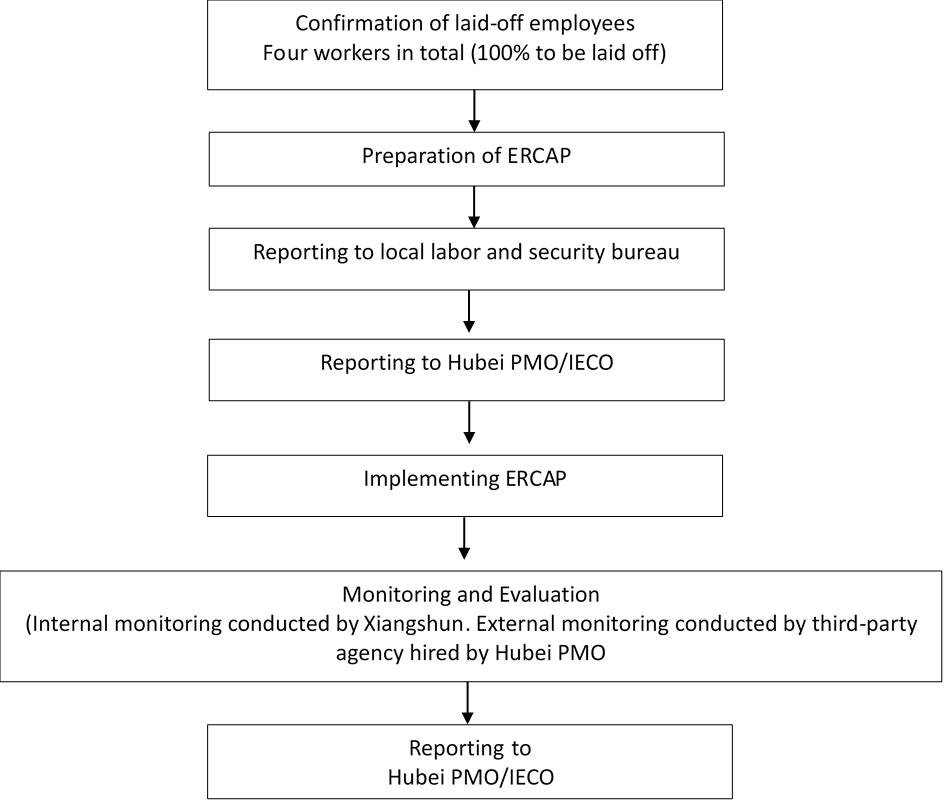 Confirmation of laid-off employees
Four workers in total (100% to be laid off)
Preparation of ERCAP
Reporting to local labor and security bureau
Reporting to Hubei PMO/IECO
Implementing ERCAP
Monitoring and Evaluation
(Internal monitoring conducted by Xiangshun. External monitoring conducted by third-party
agency hired by Hubei PMO
Reporting to
Hubei PMO/IECO